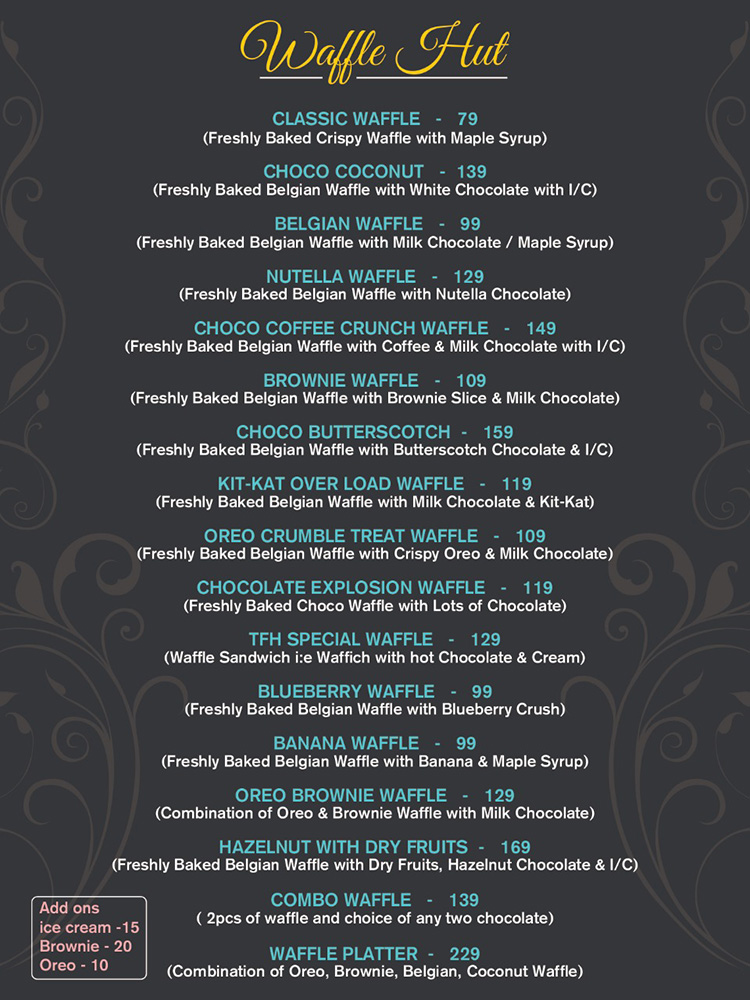 Waffle Hut
CLASSIC WAFFLE - 79
(Freshly Baked Crispy Waffle with Maple Syrup)
CHOCO COCONUT - 139
(Freshly Baked Belgian Waffle with White Chocolate with I/C)
BELGIAN WAFFLE - 99
(Freshly Baked Belgian Waffle with Milk Chocolate / Maple Syrup)
NUTELLA WAFFLE - 129
(Freshly Baked Belgian Waffle with Nutella Chocolate)
CHOCO COFFEE CRUNCH WAFFLE - 149
(Freshly Baked Belgian Waffle with Coffee & Milk Chocolate with I/C)
BROWNIE WAFFLE - 109
(Freshly Baked Belgian Waffle with Brownie Slice & Milk Chocolate)
CHOCO BUTTERSCOTCH - 159
(Freshly Baked Belgian Waffle with Butterscotch Chocolate & I/C)
KIT-KAT OVER LOAD WAFFLE - 119
(Freshly Baked Belgian Waffle with Milk Chocolate & Kit-Kat)
OREO CRUMBLE TREAT WAFFLE - 109
(Freshly Baked Belgian Waffle with Crispy Oreo & Milk Chocolate)
CHOCOLATE EXPLOSION WAFFLE - 119
(Freshly Baked Choco Waffle with Lots of Chocolate)
TFH SPECIAL WAFFLE - 129
(Waffle Sandwich i:e Waffich with hot Chocolate & Cream)
BLUEBERRY WAFFLE - 99
(Freshly Baked Belgian Waffle with Blueberry Crush)
BANANA WAFFLE - 99
(Freshly Baked Belgian Waffle with Banana & Maple Syrup)
OREO BROWNIE WAFFLE - 129
(Combination of Oreo & Brownie Waffle with Milk Chocolate)
HAZELNUT WITH DRY FRUITS - 169
(Freshly Baked Belgian Waffle with Dry Fruits, Hazelnut Chocolate & I/C)
COMBO WAFFLE - 139
( 2pcs of waffle and choice of any two chocolate)
WAFFLE PLATTER - 229
(Combination of Oreo, Brownie, Belgian, Coconut Waffle)
Add ons
ice cream -15
Brownie - 20
Oreo - 10